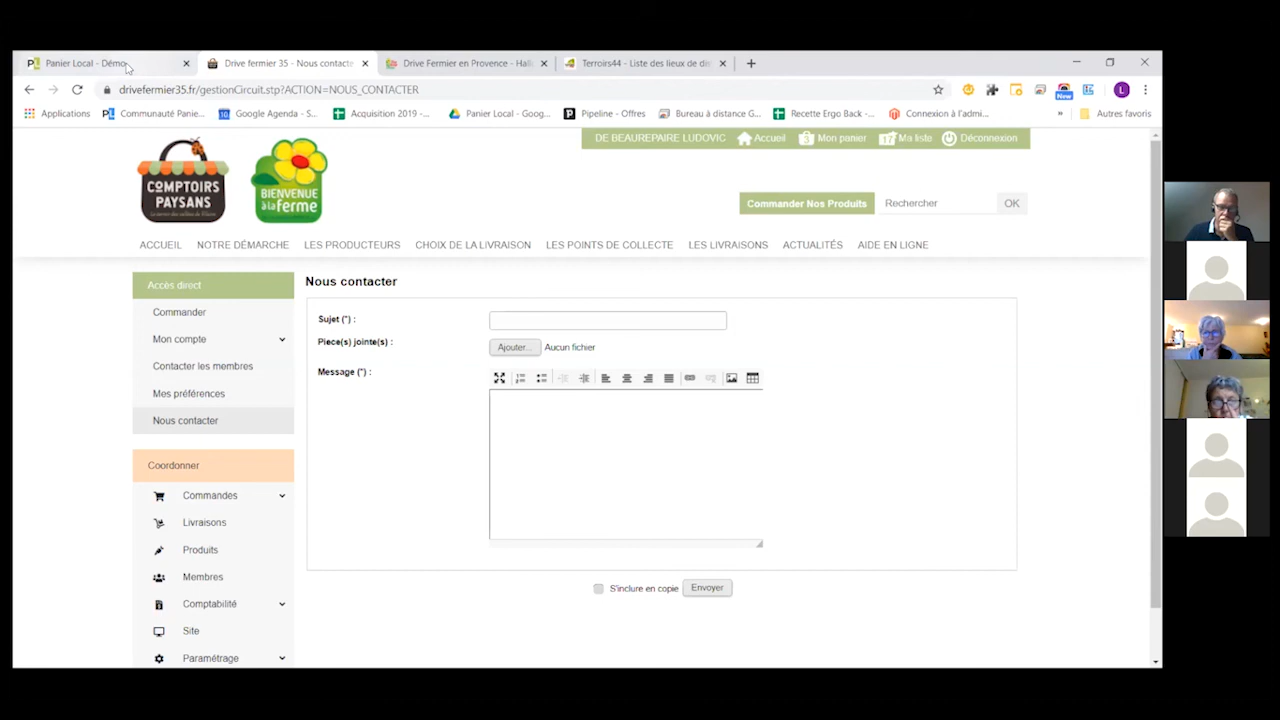 Panier Local - Démo
Drive fermier 35 - Nous contacte
Drive Fermier en Provence - Hall
Terroirs44 - Liste des lieux de di
drivefermier35.fr/gestionCircuit.stp?ACTION=NOUS_CONTACTER
L
New
Applications
Communauté Panie...
Google Agenda - S...
Acquisition 2019 -...
Panier Local - Goog...
Pipeline - Offres
Bureau à distance G...
Recette Ergo Back -...
Connexion à l'admi...
»
Autres favoris
DE BEAUREPAIRE LUDOVIC
Accueil
3 Mon panier
17 Ma liste
Déconnexion
COMPTOIRS
PAYSANS
BIENVENUE
à la ferme
Commander Nos Produits
Rechercher
OK
ACCUEIL
NOTRE DÉMARCHE
LES PRODUCTEURS
CHOIX DE LA LIVRAISON
LES POINTS DE COLLECTE
LES LIVRAISONS
ACTUALITÉS
AIDE EN LIGNE
Accès direct
Commander
Mon compte
Contacter les membres
Mes préférences
Nous contacter
Coordonner
Commandes
Livraisons
Produits
Membres
Comptabilité
Site
Paramétrage
Nous contacter
Sujet (*) :
Piece(s) jointe(s) :
Ajouter... Aucun fichier
Message (*) :
S'inclure en copie
Envoyer